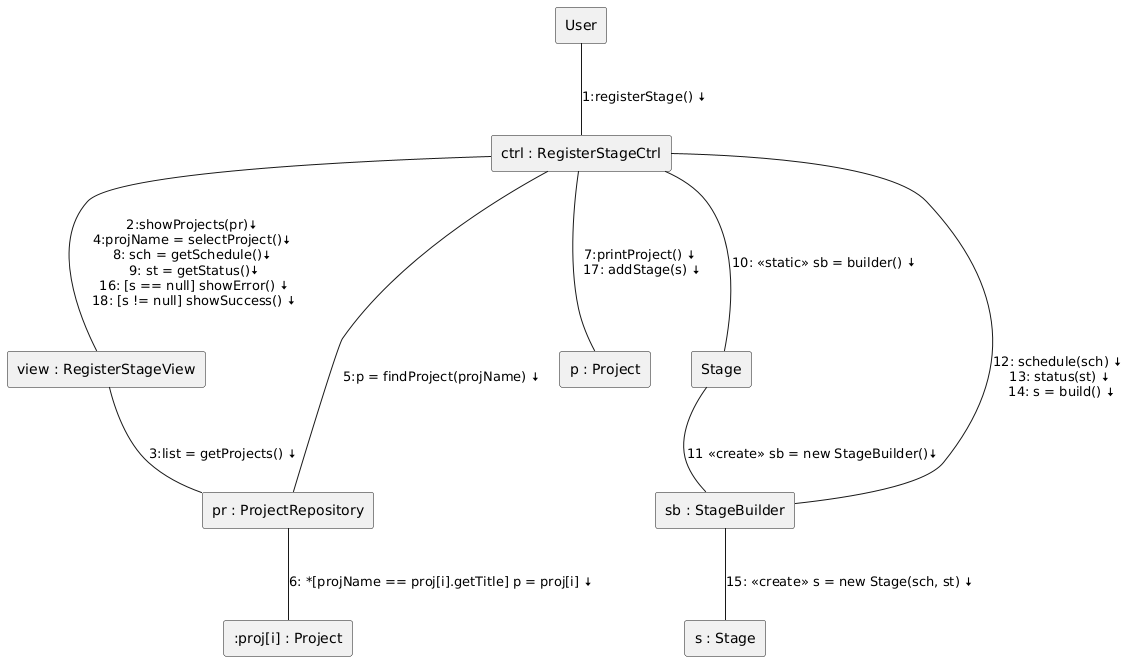 User
1:registerStage() ↓
ctrl : RegisterStageCtrl
2:showProjects(pr)↓
4:projName = selectProject()↓
8: sch = getSchedule()↓
9: st = getStatus()↓
16: [s == null] showError() ↓
18: [s != null] showSuccess() ↓
7:printProject() ↓
17: addStage(s) ↓
10: «static» sb = builder() ↓
view : RegisterStageView
5:p = findProject(projName) ↓
p : Project
Stage
12: schedule(sch) ↓
13: status(st) ↓
14: s = build() ↓
3:list = getProjects() ↓
11 «create» sb = new StageBuilder()↓
pr : ProjectRepository
sb : StageBuilder
6: *[projName == proj[i].getTitle] p = proj[i] ↓
15: «create» s = new Stage(sch, st) ↓
:proj[i] : Project
s : Stage